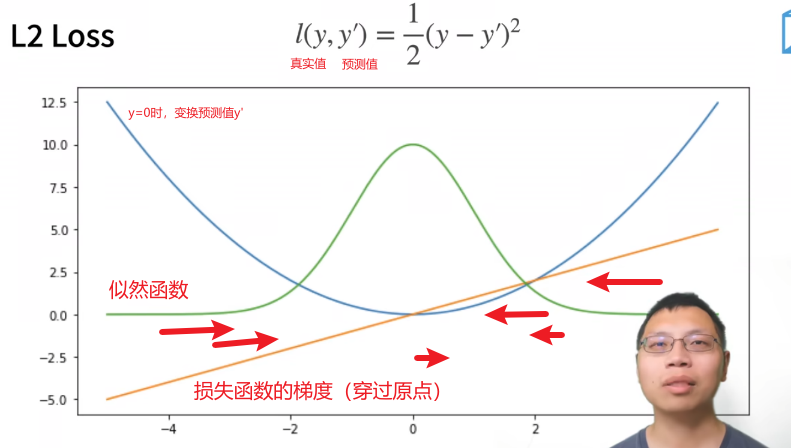 L2 Loss
l(y, y′) = 1/2 (y − y′)²
真实值 预测值
12.5
y=0时，变换预测值y'
10.0
7.5
5.0
2.5
似然函数
0.0
−2.5
损失函数的梯度（穿过原点）
−5.0
−4 −2 0 2